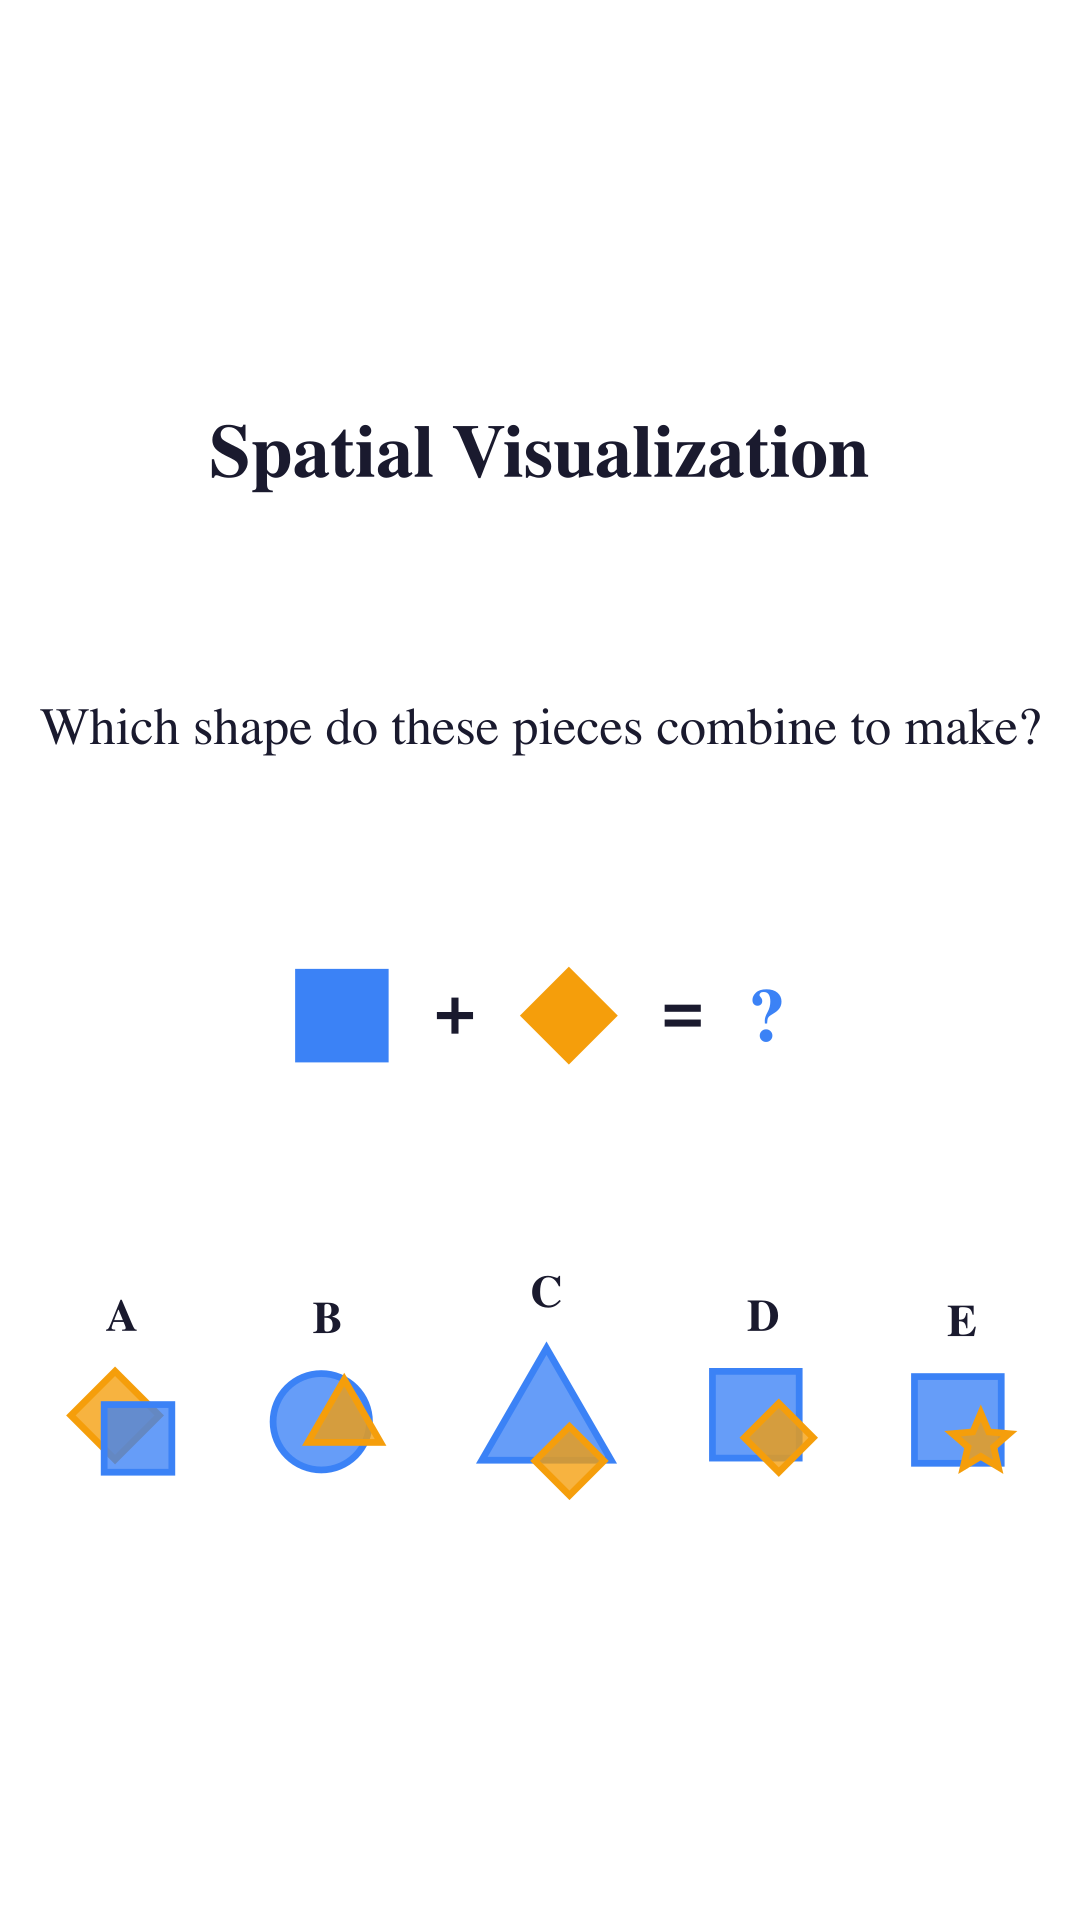 Spatial Visualization
Which shape do these pieces combine to make?
+ = ?
A B C D E